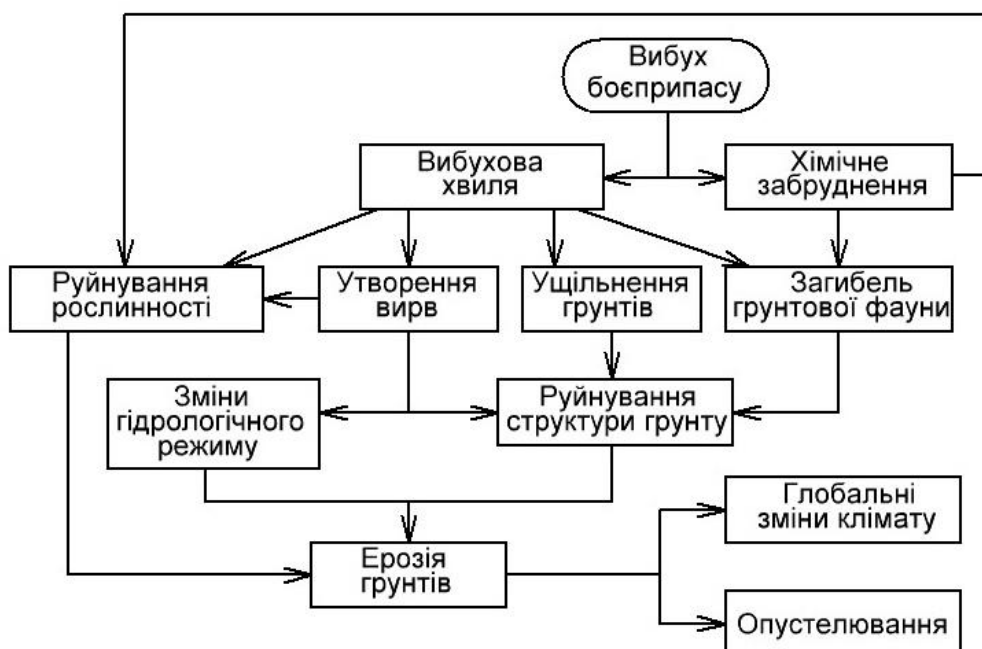 Вибух
боєприпасу
Вибухова
хвиля
Хімічне
забруднення
Руйнування
рослинності
Утворення
вирв
Ущільнення
грунтів
Загибель
грунтової фауни
Зміни
гідрологічного
режиму
Руйнування
структури грунту
Глобальні
зміни клімату
Ерозія
грунтів
Опустелювання